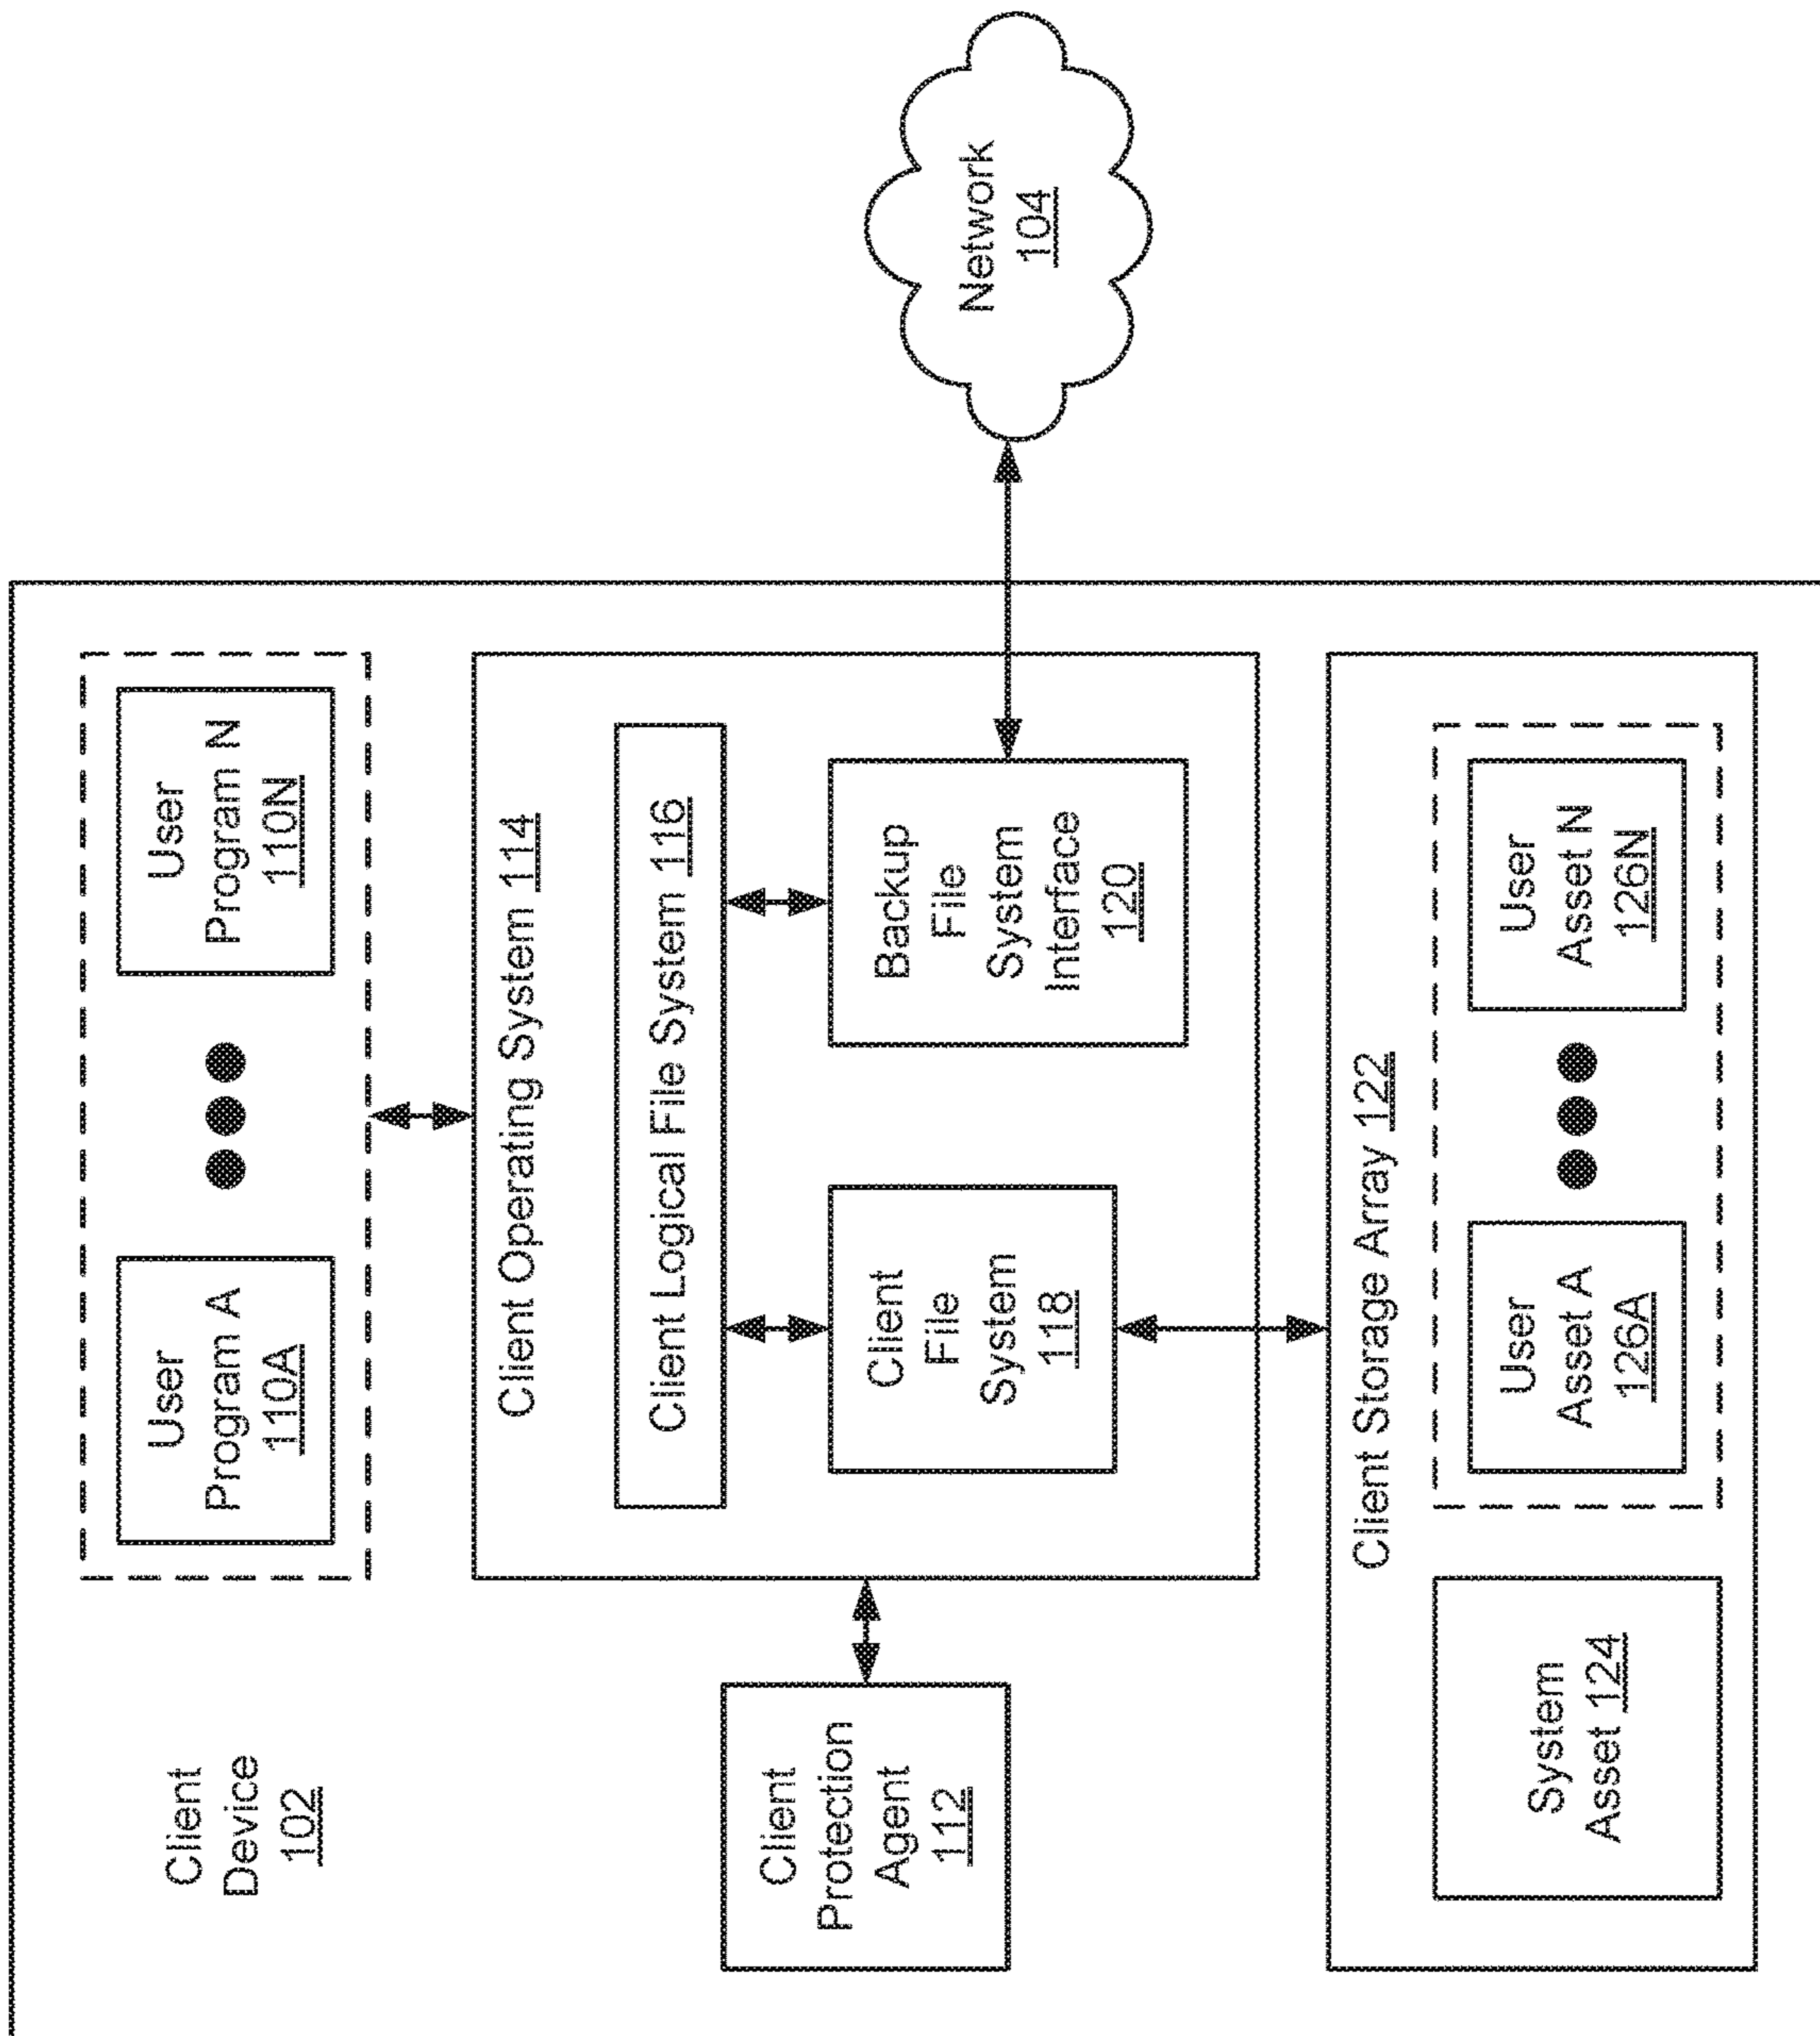 Client
Device
102
User
Program A
110A
User
Program N
110N
Client Operating System 114
Client Logical File System 116
Client
File
System
118
Backup
File
System
Interface
120
Client
Protection
Agent
112
Network
104
Client Storage Array 122
System
Asset 124
User
Asset A
126A
User
Asset N
126N